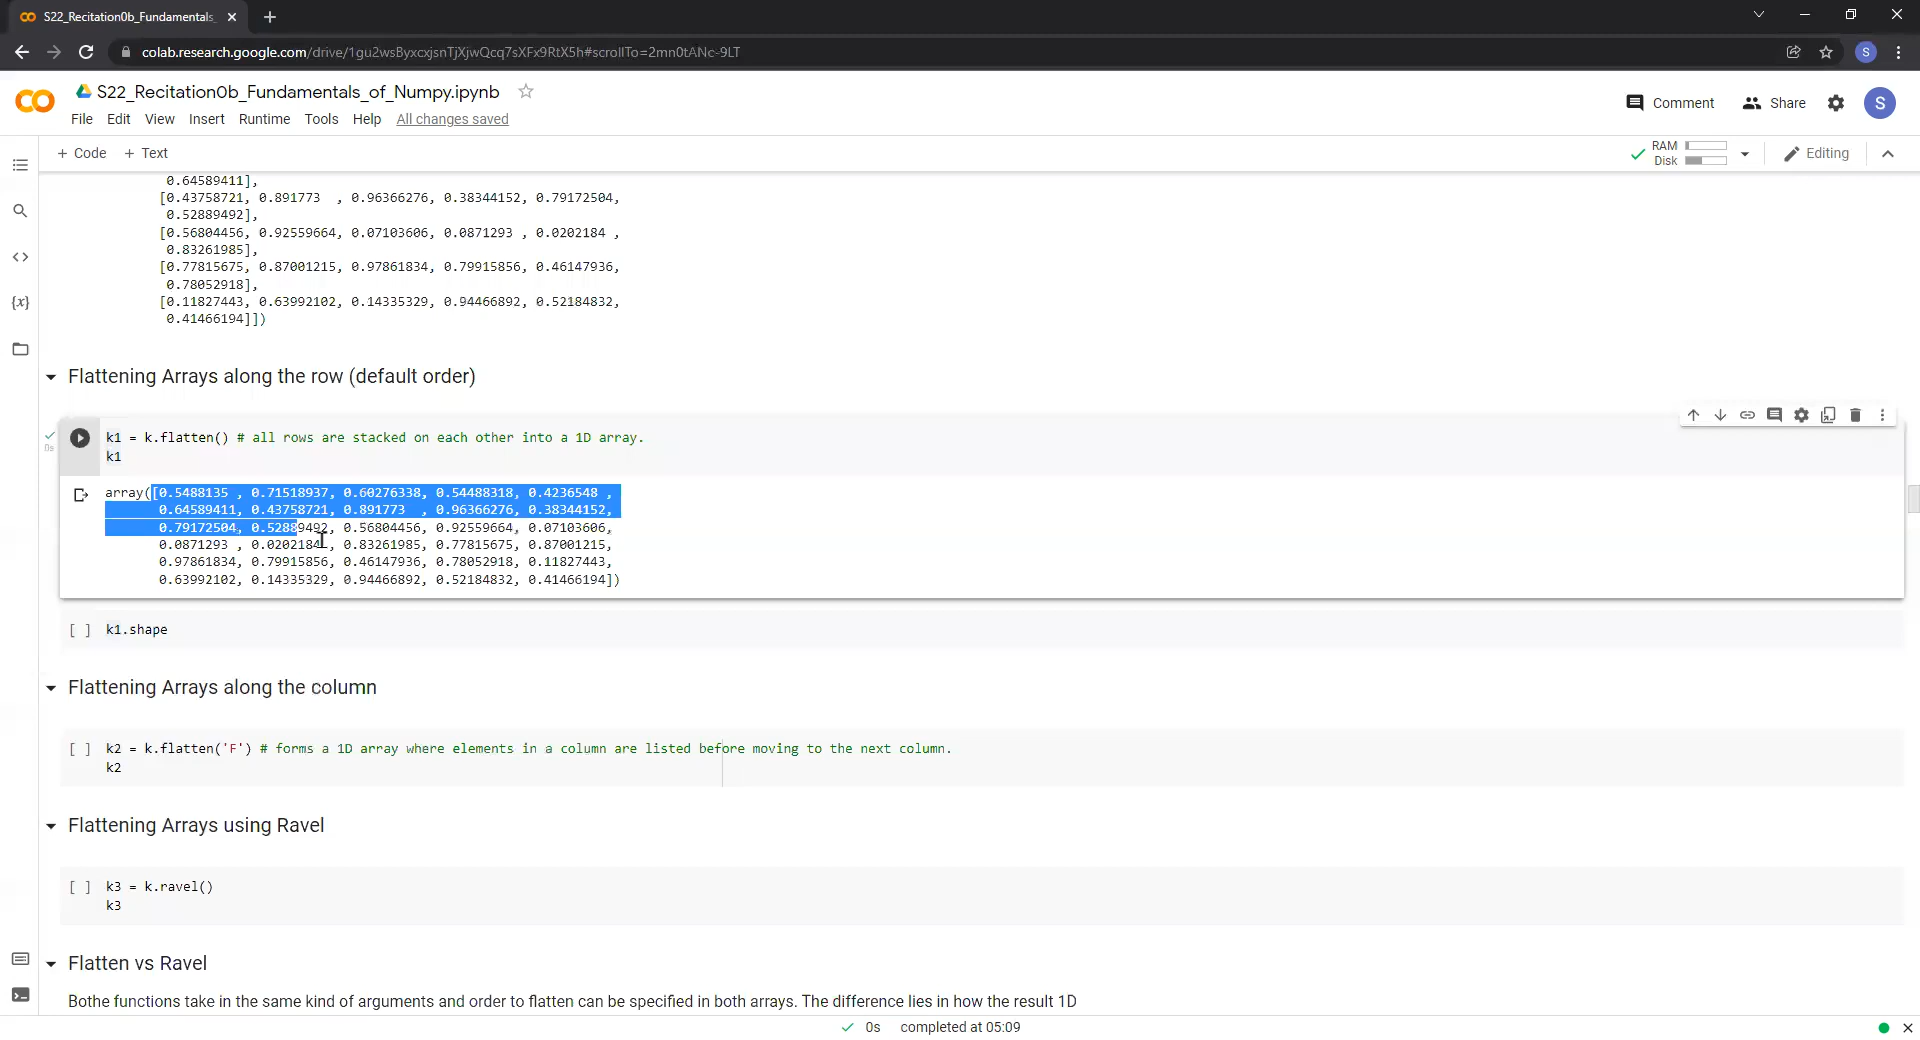 S22_Recitation0b_Fundamentals_
colab.research.google.com/drive/1gu2wsByxcxjsnTjXjwQcq7sXFx9RtX5h#scrollTo=2mn0tANc-9LT
S
S22_Recitation0b_Fundamentals_of_Numpy.ipynb
Comment
Share
S
File Edit View Insert Runtime Tools Help All changes saved
+ Code + Text
RAM
Disk
Editing
0.64589411],
[0.43758721, 0.891773  , 0.96366276, 0.38344152, 0.79172504,
0.52889492],
[0.56804456, 0.92559664, 0.07103606, 0.0871293 , 0.0202184 ,
0.83261985],
[0.77815675, 0.87001215, 0.97861834, 0.79915856, 0.46147936,
0.78052918],
[0.11827443, 0.63992102, 0.14335329, 0.94466892, 0.52184832,
0.41466194]])
Flattening Arrays along the row (default order)
k1 = k.flatten() # all rows are stacked on each other into a 1D array.
0s
k1
array([0.5488135 , 0.71518937, 0.60276338, 0.54488318, 0.4236548 ,
0.64589411, 0.43758721, 0.891773  , 0.96366276, 0.38344152,
0.79172504, 0.52889492, 0.56804456, 0.92559664, 0.07103606,
0.0871293 , 0.0202184 , 0.83261985, 0.77815675, 0.87001215,
0.97861834, 0.79915856, 0.46147936, 0.78052918, 0.11827443,
0.63992102, 0.14335329, 0.94466892, 0.52184832, 0.41466194])
[ ] k1.shape
Flattening Arrays along the column
[ ] k2 = k.flatten('F') # forms a 1D array where elements in a column are listed before moving to the next column.
k2
Flattening Arrays using Ravel
[ ] k3 = k.ravel()
k3
Flatten vs Ravel
Bothe functions take in the same kind of arguments and order to flatten can be specified in both arrays. The difference lies in how the result 1D
0s completed at 05:09